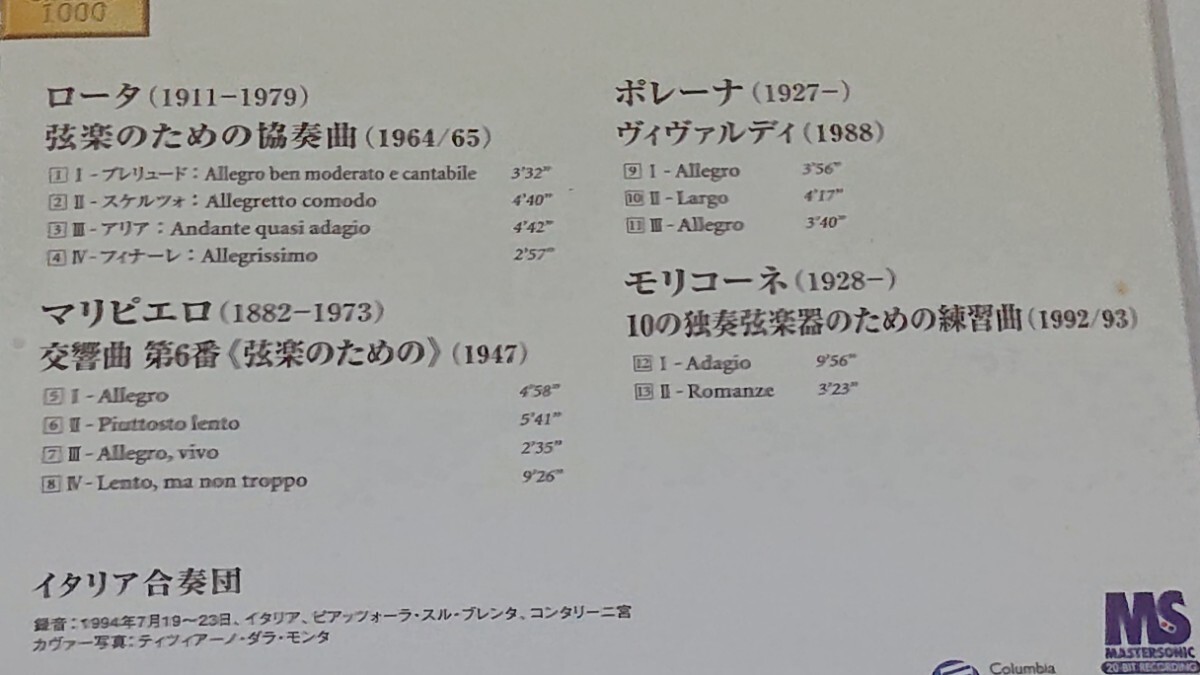 1000
ロータ(1911-1979)
弦楽のための協奏曲(1964/65)
1 Ⅰ-プレリュード:Allegro ben moderato e cantabile 3'32"
2 Ⅱ-スケルツォ:Allegretto comodo 4'40"
3 Ⅲ-アリア:Andante quasi adagio 4'42"
4 Ⅳ-フィナーレ:Allegrissimo 2'57"
マリピエロ(1882-1973)
交響曲 第6番《弦楽のための》(1947)
5 Ⅰ-Allegro 4'58"
6 Ⅱ-Piuttosto lento 5'41"
7 Ⅲ-Allegro, vivo 2'35"
8 Ⅳ-Lento, ma non troppo 9'26"
ポレーナ(1927-)
ヴィヴァルディ(1988)
9 Ⅰ-Allegro 3'56"
10 Ⅱ-Largo 4'17"
11 Ⅲ-Allegro 3'40"
モリコーネ(1928-)
10の独奏弦楽器のための練習曲(1992/93)
12 Ⅰ-Adagio 9'56"
13 Ⅱ-Romanze 3'23"
イタリア合奏団
録音:1994年7月19~23日、イタリア、ピアッツォーラ・スル・ブレンタ、コンタリーニ宮
カヴァー写真:ティツィアーノ・ダラ・モンタ
MS
MASTERSONIC
20-BIT RECORDING
Columbia